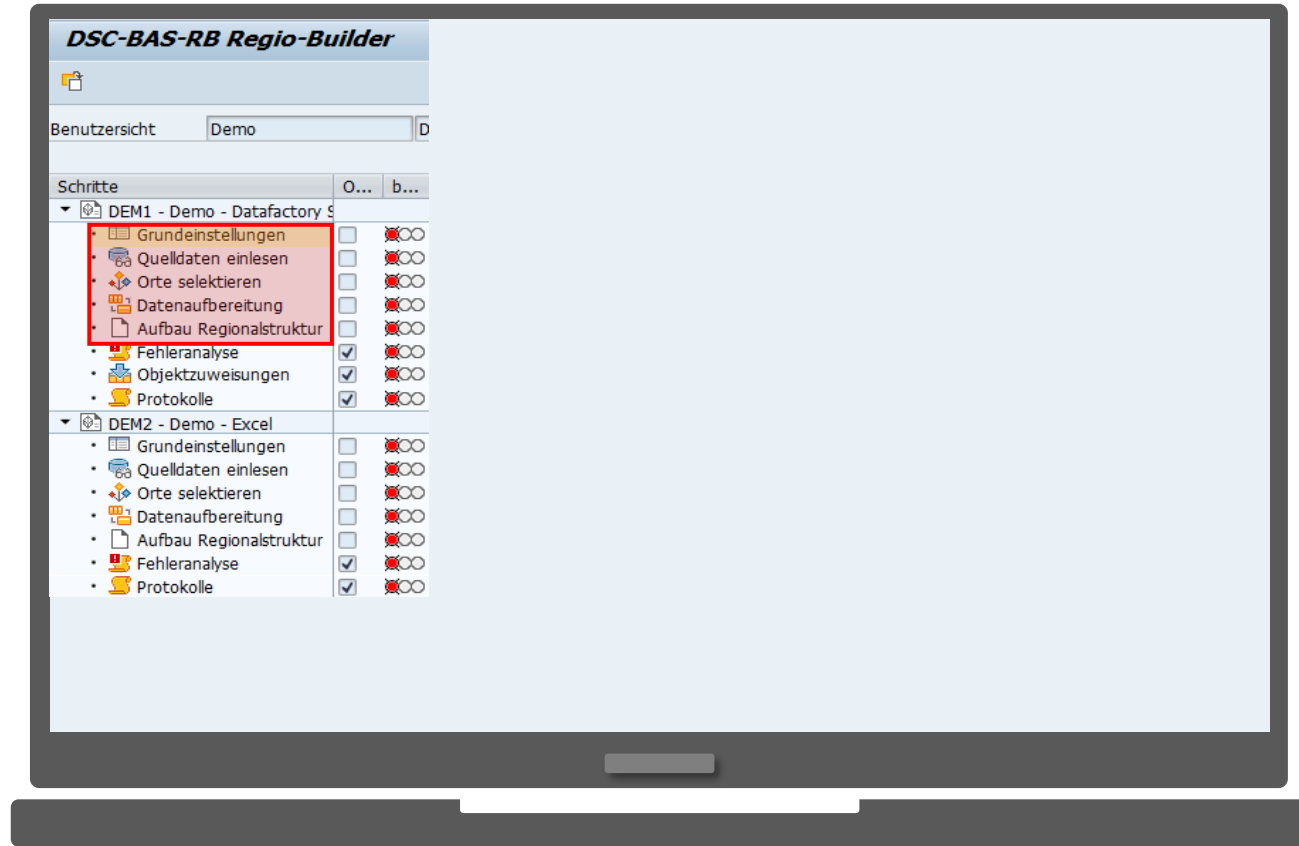 DSC-BAS-RB Regio-Builder
Benutzersicht Demo D
Schritte O... b...
DEM1 - Demo - Datafactory S
Grundeinstellungen
Quelldaten einlesen
Orte selektieren
Datenaufbereitung
Aufbau Regionalstruktur
Fehleranalyse
Objektzuweisungen
Protokolle
DEM2 - Demo - Excel
Grundeinstellungen
Quelldaten einlesen
Orte selektieren
Datenaufbereitung
Aufbau Regionalstruktur
Fehleranalyse
Protokolle